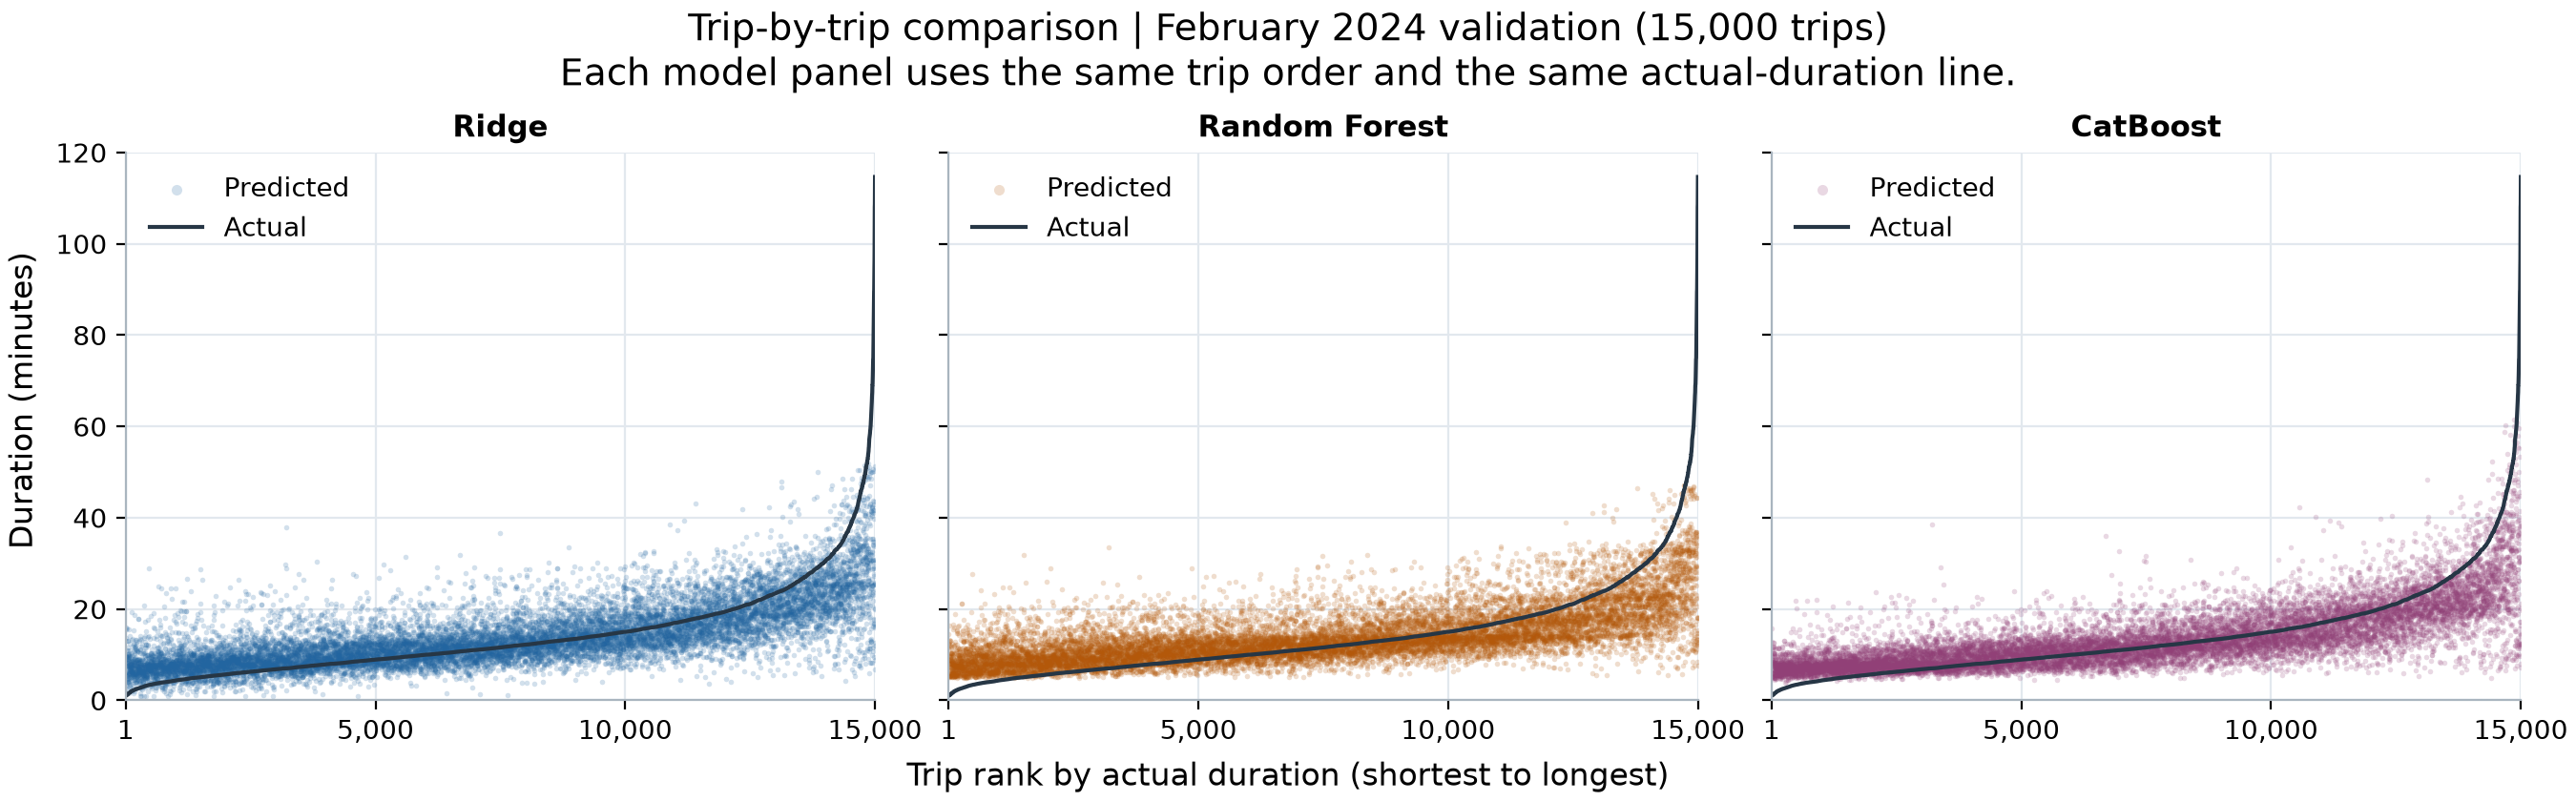 Trip-by-trip comparison | February 2024 validation (15,000 trips)
Each model panel uses the same trip order and the same actual-duration line.
Ridge
Random Forest
CatBoost
Duration (minutes)
120
100
80
60
40
20
0
Predicted
Actual
Predicted
Actual
Predicted
Actual
1 5,000 10,000 15,000
1 5,000 10,000 15,000
1 5,000 10,000 15,000
Trip rank by actual duration (shortest to longest)